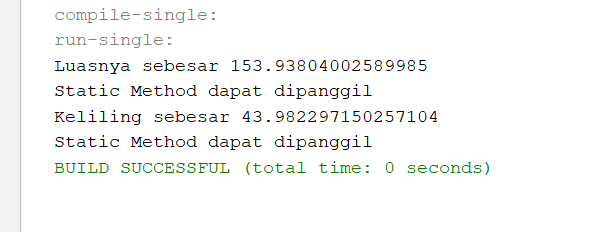 compile-single:
run-single:
Luasnya sebesar 153.93804002589985
Static Method dapat dipanggil
Keliling sebesar 43.982297150257104
Static Method dapat dipanggil
BUILD SUCCESSFUL (total time: 0 seconds)